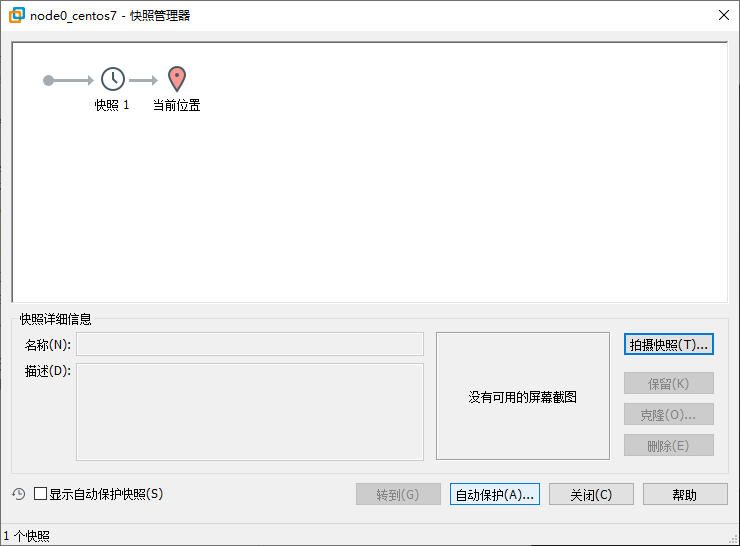 node0_centos7 - 快照管理器
快照 1
当前位置
快照详细信息
名称(N):
描述(D):
没有可用的屏幕截图
拍摄快照(T)...
保留(K)
克隆(O)...
删除(E)
显示自动保护快照(S)
转到(G)
自动保护(A)...
关闭(C)
帮助
1 个快照